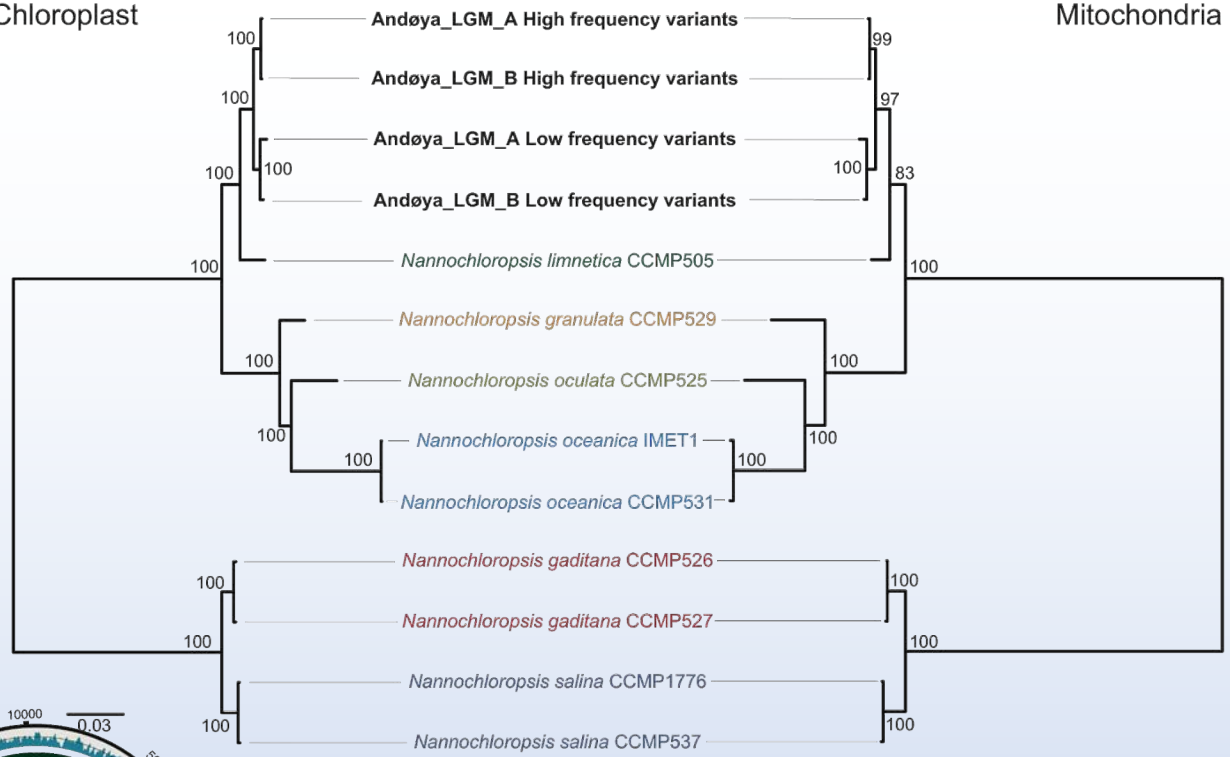 Chloroplast
Mitochondria
Andøya_LGM_A High frequency variants
100
99
Andøya_LGM_B High frequency variants
100
97
Andøya_LGM_A Low frequency variants
100
100
100
83
Andøya_LGM_B Low frequency variants
Nannochloropsis limnetica CCMP505
100
100
Nannochloropsis granulata CCMP529
100
100
Nannochloropsis oculata CCMP525
100
100
Nannochloropsis oceanica IMET1
100
100
Nannochloropsis oceanica CCMP531
Nannochloropsis gaditana CCMP526
100
100
Nannochloropsis gaditana CCMP527
100
100
Nannochloropsis salina CCMP1776
100
100
Nannochloropsis salina CCMP537
10000
0.03